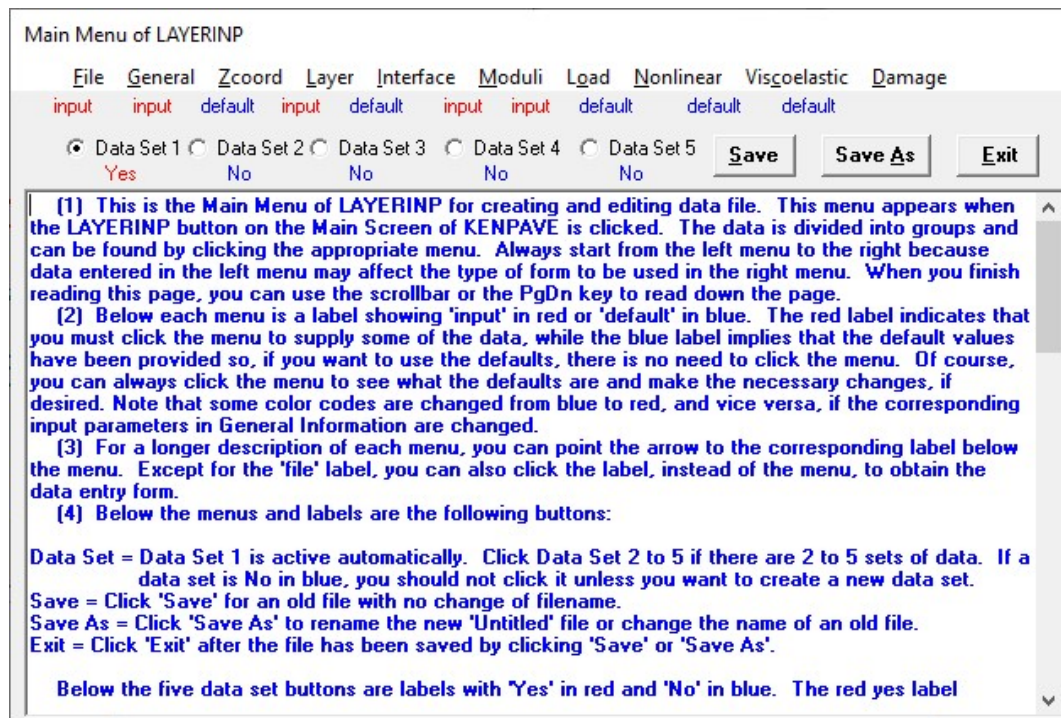 Main Menu of LAYERINP
File General Zcoord Layer Interface Moduli Load Nonlinear Viscoelastic Damage
input input default input default input input default default default
Data Set 1 Data Set 2 Data Set 3 Data Set 4 Data Set 5 Save Save As Exit
Yes No No No No
(1) This is the Main Menu of LAYERINP for creating and editing data file. This menu appears when
the LAYERINP button on the Main Screen of KENPAVE is clicked. The data is divided into groups and
can be found by clicking the appropriate menu. Always start from the left menu to the right because
data entered in the left menu may affect the type of form to be used in the right menu. When you finish
reading this page, you can use the scrollbar or the PgDn key to read down the page.
(2) Below each menu is a label showing 'input' in red or 'default' in blue. The red label indicates that
you must click the menu to supply some of the data, while the blue label implies that the default values
have been provided so, if you want to use the defaults, there is no need to click the menu. Of course,
you can always click the menu to see what the defaults are and make the necessary changes, if
desired. Note that some color codes are changed from blue to red, and vice versa, if the corresponding
input parameters in General Information are changed.
(3) For a longer description of each menu, you can point the arrow to the corresponding label below
the menu. Except for the 'file' label, you can also click the label, instead of the menu, to obtain the
data entry form.
(4) Below the menus and labels are the following buttons:
Data Set = Data Set 1 is active automatically. Click Data Set 2 to 5 if there are 2 to 5 sets of data. If a
data set is No in blue, you should not click it unless you want to create a new data set.
Save = Click 'Save' for an old file with no change of filename.
Save As = Click 'Save As' to rename the new 'Untitled' file or change the name of an old file.
Exit = Click 'Exit' after the file has been saved by clicking 'Save' or 'Save As'.
Below the five data set buttons are labels with 'Yes' in red and 'No' in blue. The red yes label